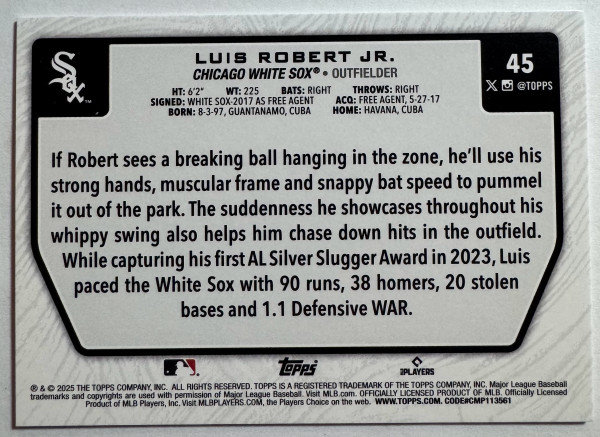 Sox
TM
LUIS ROBERT JR.
CHICAGO WHITE SOX® • OUTFIELDER
45
@TOPPS
HT: 6'2" WT: 225 BATS: RIGHT THROWS: RIGHT
SIGNED: WHITE SOX-2017 AS FREE AGENT ACQ: FREE AGENT, 5-27-17
BORN: 8-3-97, GUANTANAMO, CUBA HOME: HAVANA, CUBA
If Robert sees a breaking ball hanging in the zone, he'll use his
strong hands, muscular frame and snappy bat speed to pummel
it out of the park. The suddenness he showcases throughout his
whippy swing also helps him chase down hits in the outfield.
While capturing his first AL Silver Slugger Award in 2023, Luis
paced the White Sox with 90 runs, 38 homers, 20 stolen
bases and 1.1 Defensive WAR.
topps
PLAYERS
® & © 2025 THE TOPPS COMPANY, INC. ALL RIGHTS RESERVED. TOPPS IS A REGISTERED TRADEMARK OF THE TOPPS COMPANY, INC. Major League Baseball
trademarks and copyrights are used with permission of Major League Baseball. Visit MLB.com. OFFICIALLY LICENSED PRODUCT OF MLB. Officially Licensed
Product of MLB Players, Inc. Visit MLBPLAYERS.COM, the Players Choice on the web. WWW.TOPPS.COM. CODE#CMP113561